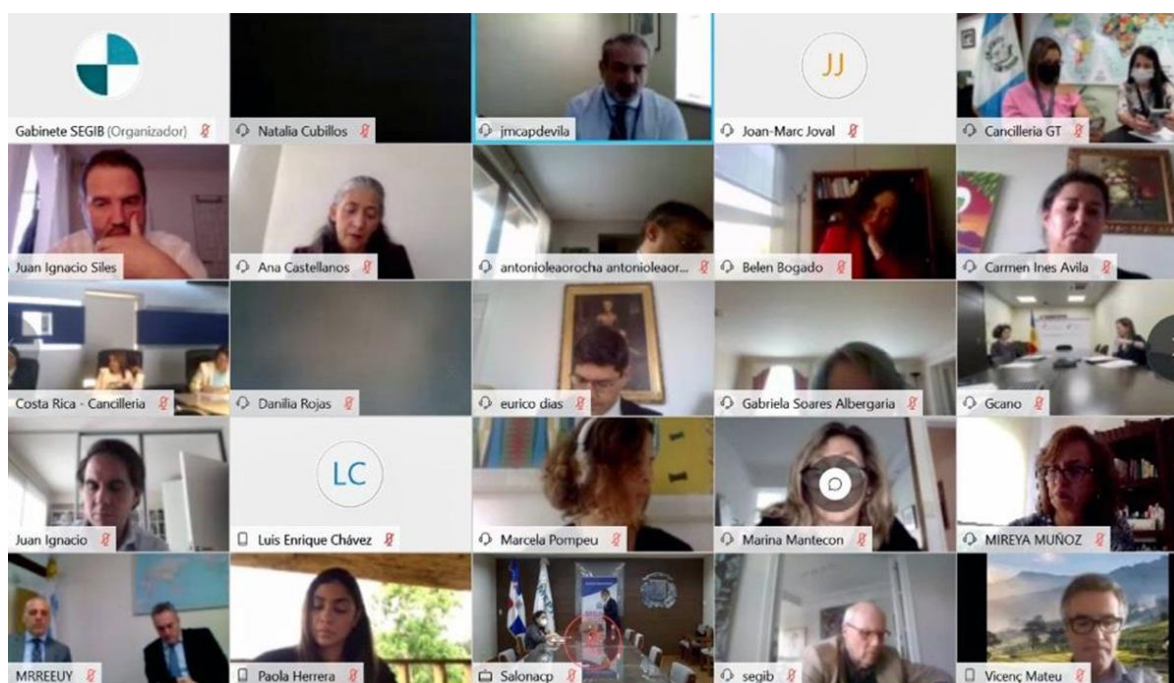 Gabinete SEGIB (Organizador)
Natalia Cubillos
jmcapdevila
JJ
Joan-Marc Joval
Cancilleria GT
Juan Ignacio Siles
Ana Castellanos
antonioleaorocha antonioleaor...
Belen Bogado
Carmen Ines Avila
Costa Rica - Cancilleria
Danilia Rojas
eurico dias
Gabriela Soares Albergaria
Gcano
Juan Ignacio
LC
Luis Enrique Chávez
Marcela Pompeu
Marina Mantecon
MIREYA MUÑOZ
MRREEUY
Paola Herrera
Salonacp
segib
Vicenç Mateu